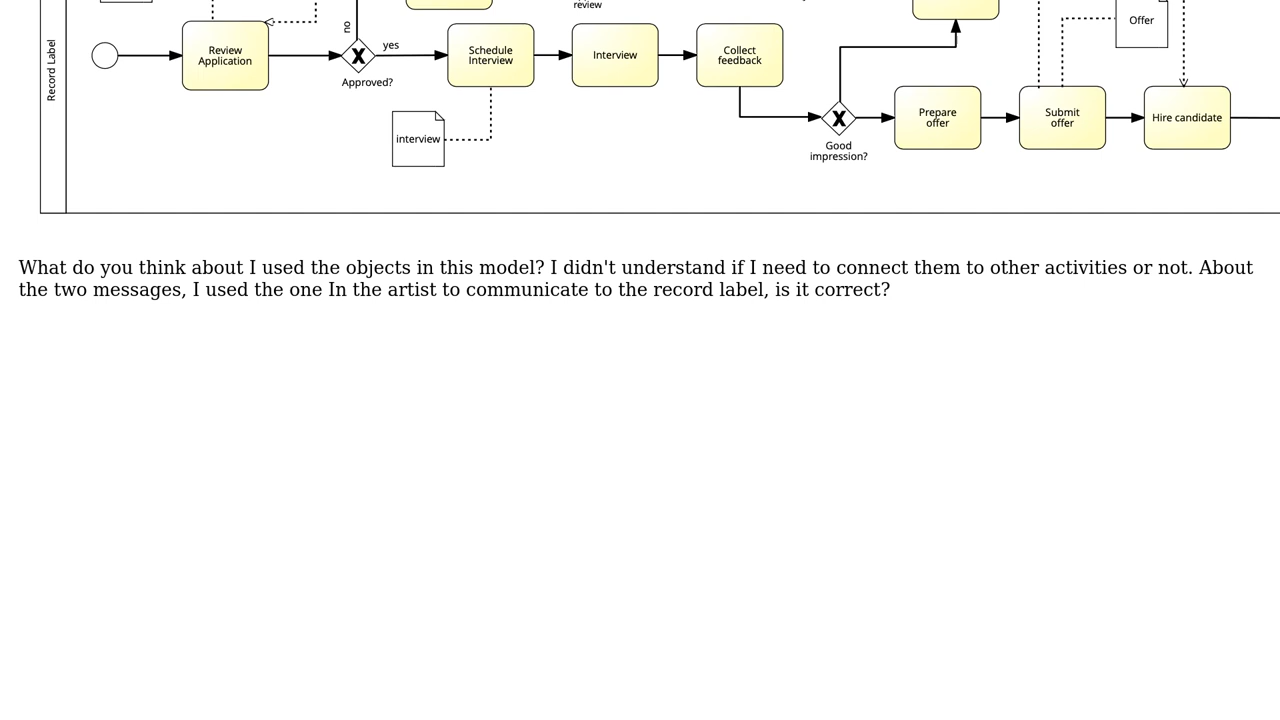 review
Record Label
Review
Application
no
yes
Approved?
Schedule
Interview
Interview
Collect
feedback
Offer
interview
Good
impression?
Prepare
offer
Submit
offer
Hire candidate
What do you think about I used the objects in this model? I didn't understand if I need to connect them to other activities or not. About
the two messages, I used the one In the artist to communicate to the record label, is it correct?